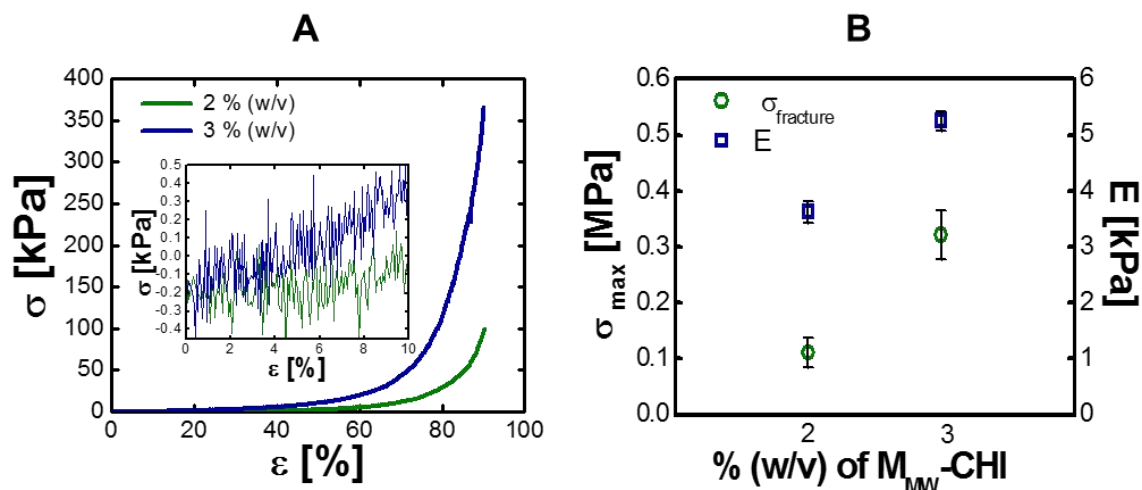 A
400
350
300
250
200
150
100
50
0
σ [kPa]
2 % (w/v)
3 % (w/v)
0.5
0.4
0.3
0.2
0.1
0.0
-0.1
-0.2
-0.3
-0.4
σ [kPa]
0 2 4 6 8 10
ε [%]
0 20 40 60 80 100
ε [%]
B
0.6
0.5
0.4
0.3
0.2
0.1
0.0
σ max [MPa]
σ fracture
E
6
5
4
3
2
1
0
E [kPa]
2 3
% (w/v) of MMW-CHI